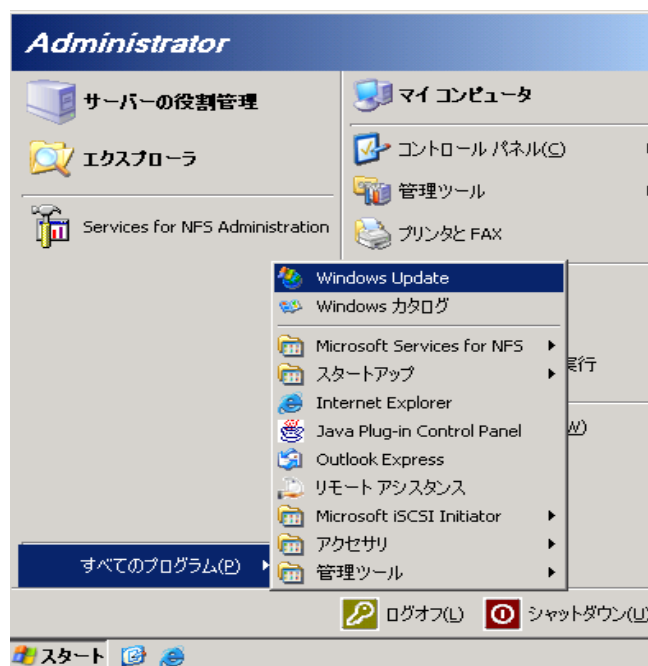 Administrator
サーバーの役割管理
エクスプローラ
Services for NFS Administration
マイ コンピュータ
コントロール パネル(C)
管理ツール
プリンタと FAX
実行
W)
Windows Update
Windows カタログ
Microsoft Services for NFS
スタートアップ
Internet Explorer
Java Plug-in Control Panel
Outlook Express
リモート アシスタンス
Microsoft iSCSI Initiator
アクセサリ
管理ツール
すべてのプログラム(P)
ログオフ(L)
シャットダウン(U)
スタート